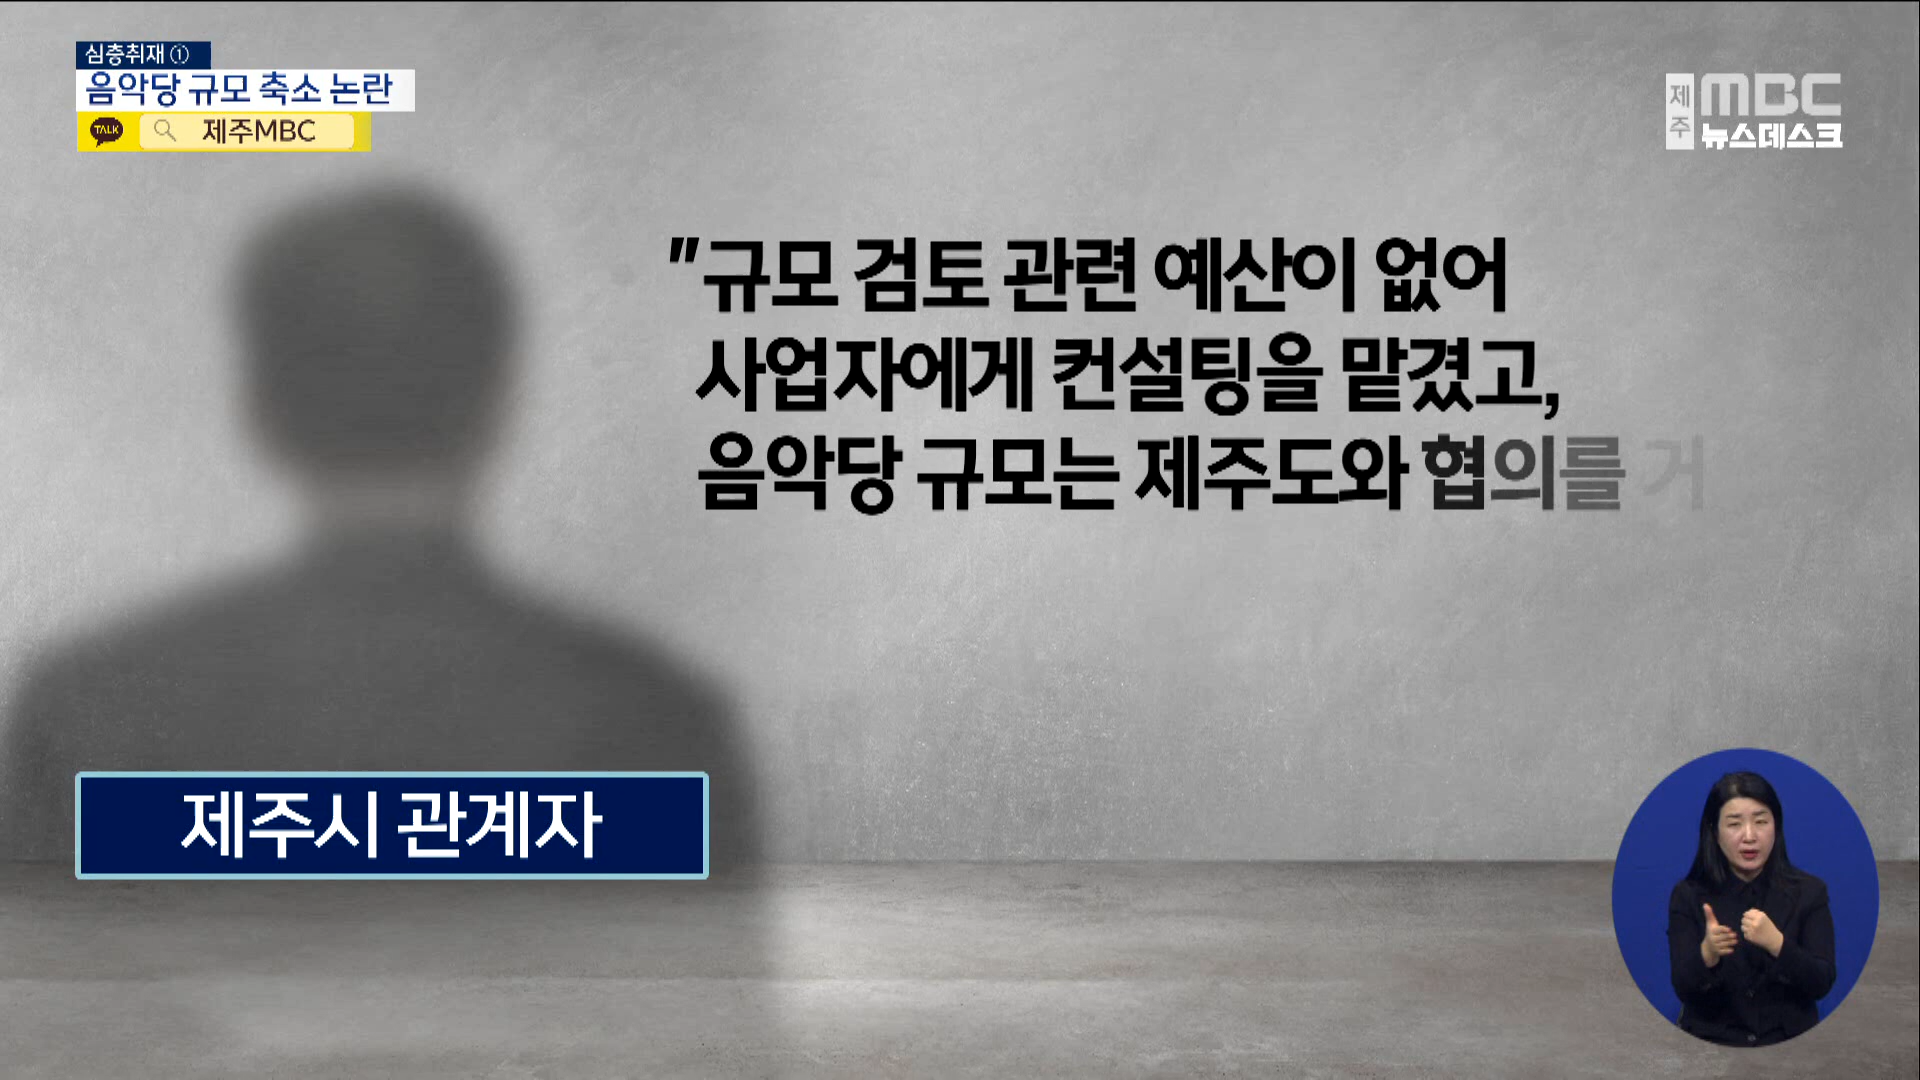 심층취재 ①
음악당 규모 축소 논란
TALK 제주MBC
제주 MBC
뉴스데스크
"규모 검토 관련 예산이 없어
사업자에게 컨설팅을 맡겼고,
음악당 규모는 제주도와 협의를 거
제주시 관계자